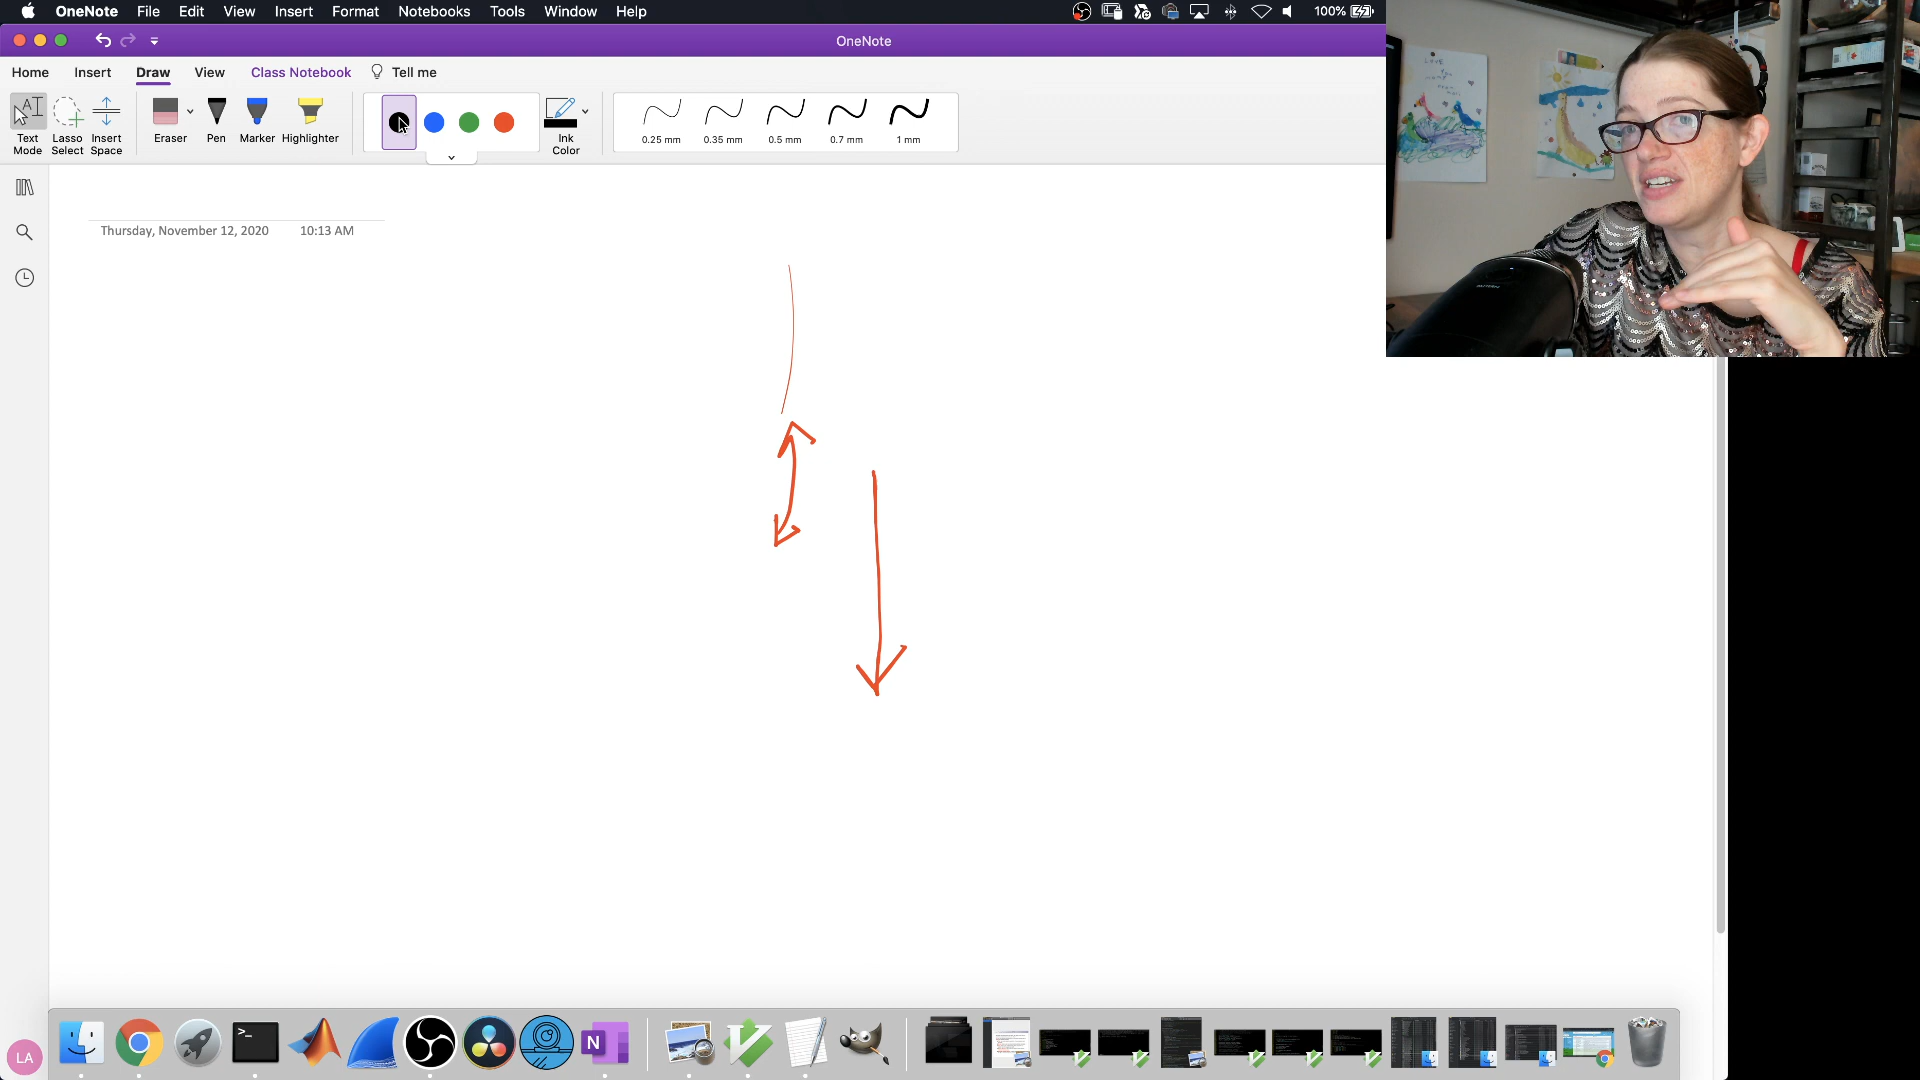 OneNote File Edit View Insert Format Notebooks Tools Window Help 100%
OneNote
Home Insert Draw View Class Notebook Tell me
Text Mode
Lasso Select
Insert Space
Eraser
Pen
Marker
Highlighter
Ink Color
0.25 mm 0.35 mm 0.5 mm 0.7 mm 1 mm
Thursday, November 12, 2020 10:13 AM
LOVE
LA
>_
N